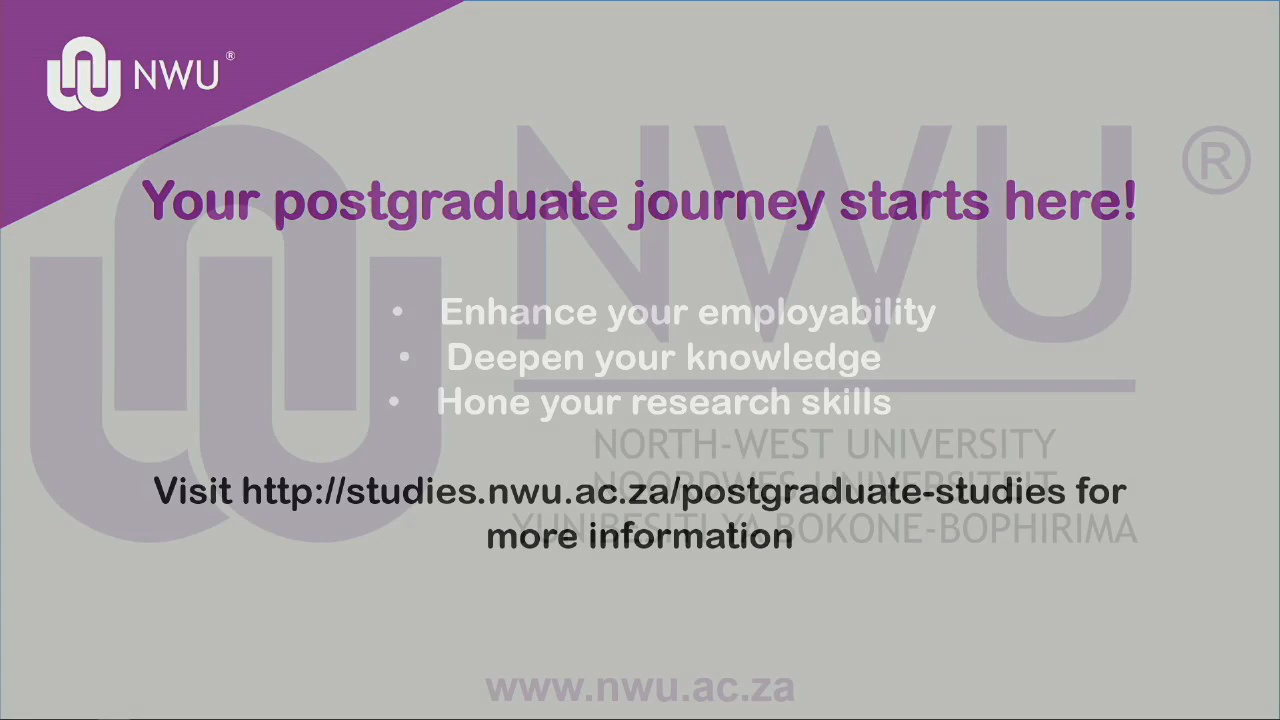 NWU®
NWU®
Your postgraduate journey starts here!
• Enhance your employability
• Deepen your knowledge
• Hone your research skills
NORTH-WEST UNIVERSITY
NOORDWES-UNIVERSITEIT
Visit http://studies.nwu.ac.za/postgraduate-studies for
YUNIBESITI YA BOKONE-BOPHIRIMA
more information
www.nwu.ac.za